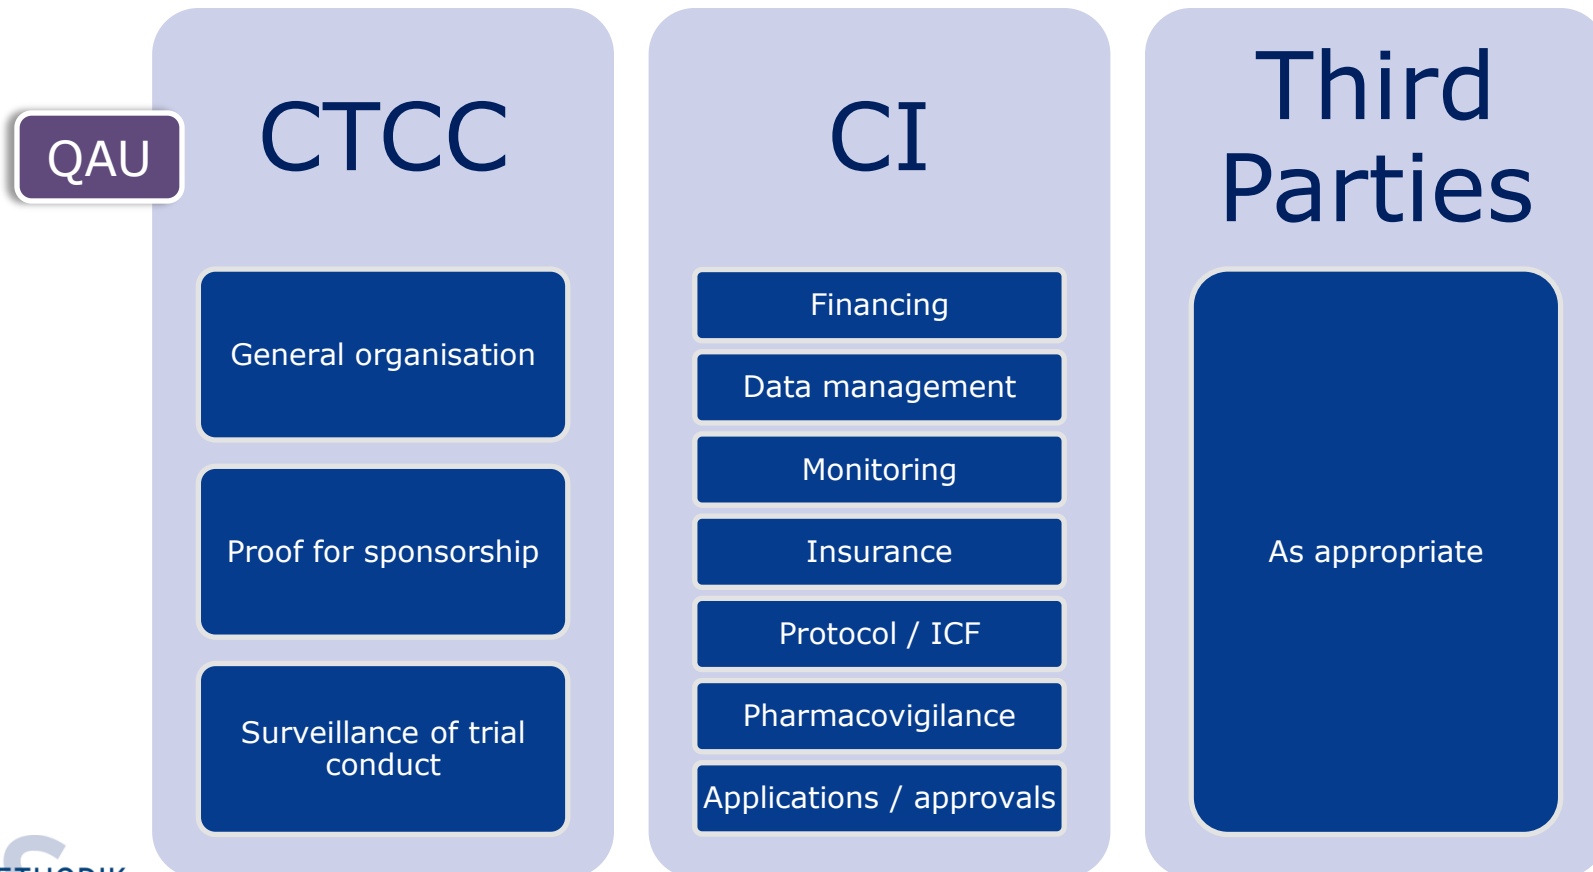 QAU
CTCC
General organisation
Proof for sponsorship
Surveillance of trial
conduct
CI
Financing
Data management
Monitoring
Insurance
Protocol / ICF
Pharmacovigilance
Applications / approvals
Third
Parties
As appropriate